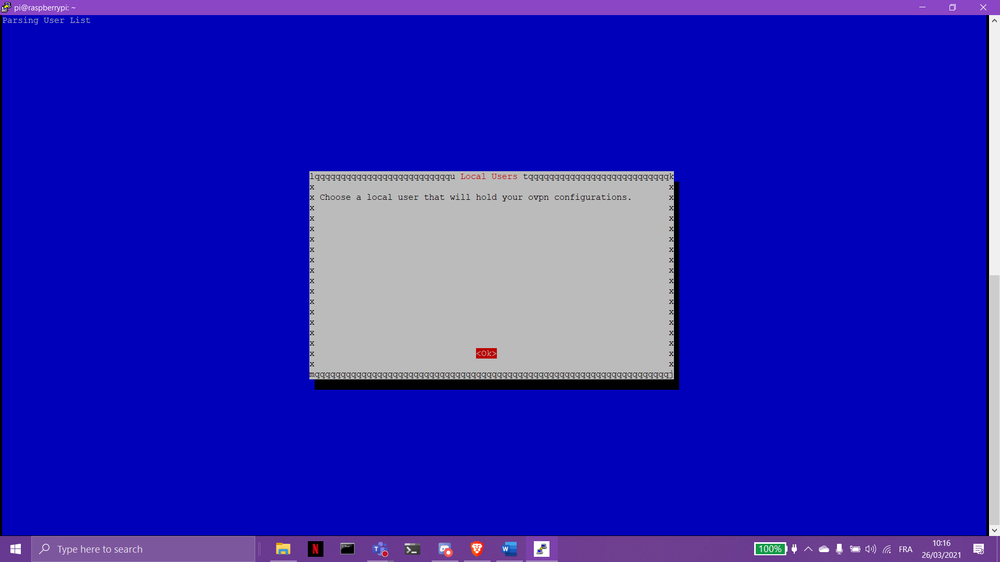 pi@raspberrypi: ~
Parsing User List
lqqqqqqqqqqqqqqqqqqqqqqqqqqu Local Users tqqqqqqqqqqqqqqqqqqqqqqqqqqqk
x x
x Choose a local user that will hold your ovpn configurations. x
x x
x x
x x
x x
x x
x x
x x
x x
x x
x x
x x
x x
x x
x x
x <Ok> x
x x
mqqqqqqqqqqqqqqqqqqqqqqqqqqqqqqqqqqqqqqqqqqqqqqqqqqqqqqqqqqqqqqqqqqqqj
Type here to search
100%
FRA
10:16
26/03/2021